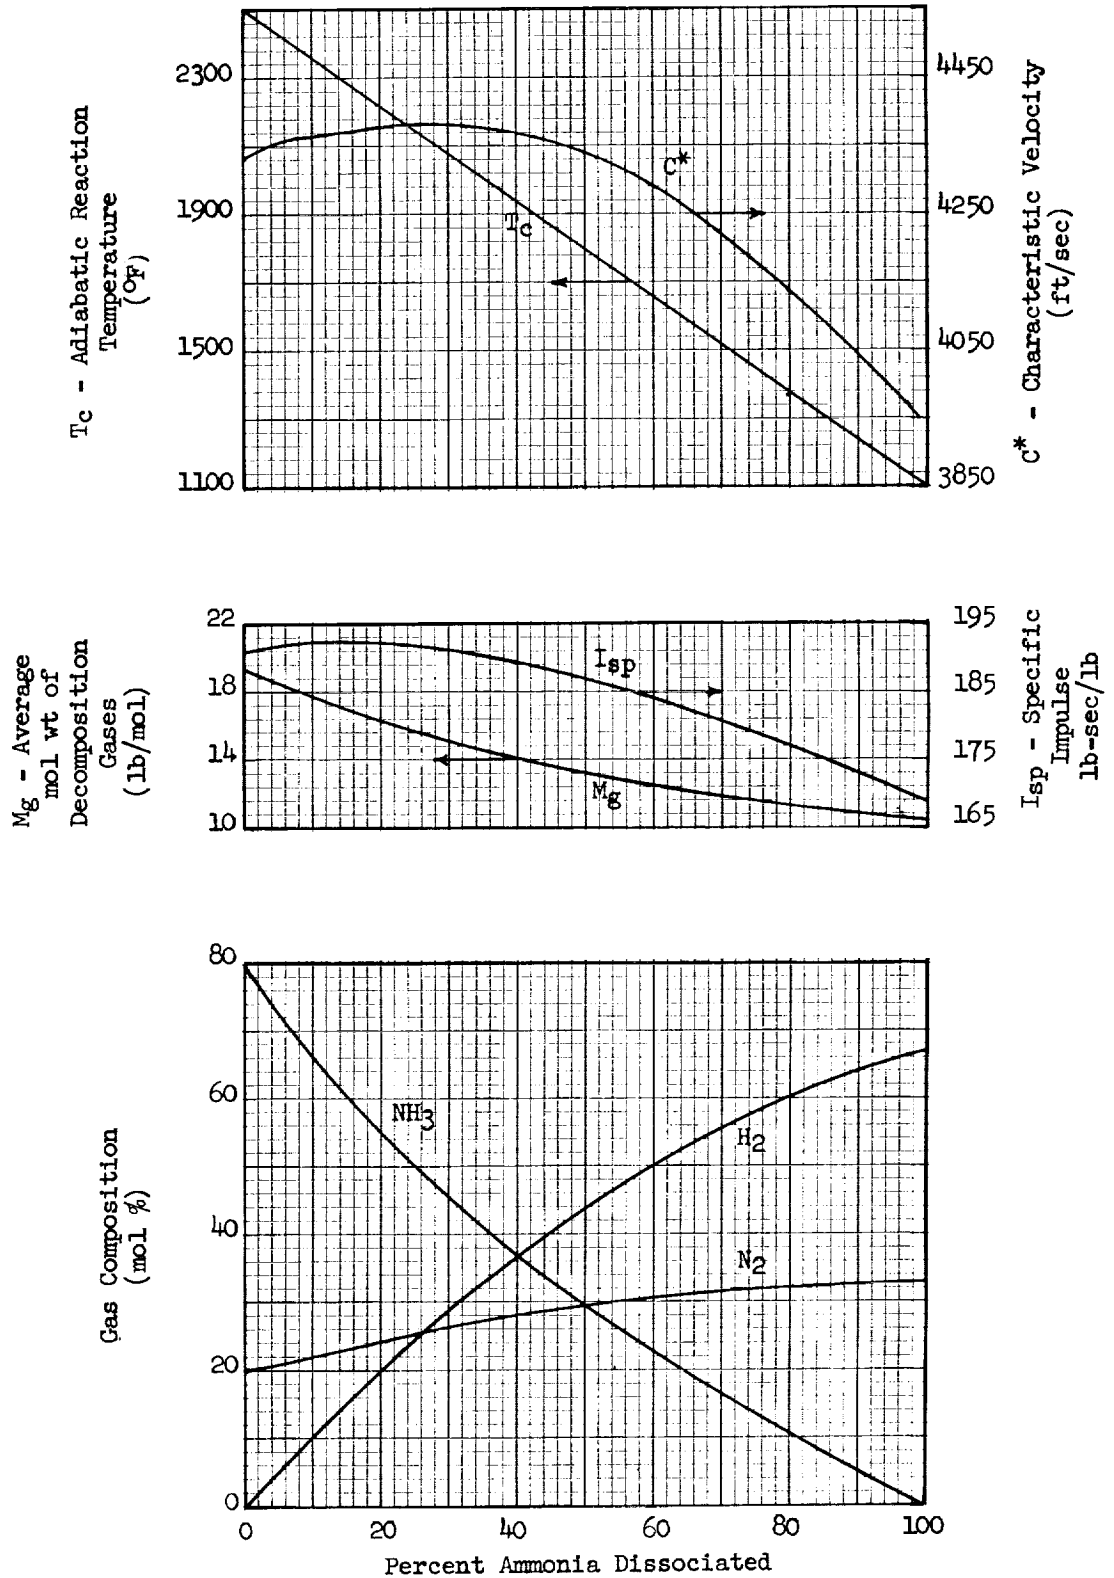 Tc - Adiabatic Reaction
Temperature
(°F)
2300
1900
1500
1100
4450
4250
4050
3850
C* - Characteristic Velocity
(ft/sec)
C*
Tc
Mg - Average
mol wt of
Decomposition
Gases
(lb/mol)
22
18
14
10
195
185
175
165
Isp - Specific
Impulse
lb-sec/lb
Isp
Mg
Gas Composition
(mol %)
80
60
40
20
0
NH3
H2
N2
0 20 40 60 80 100
Percent Ammonia Dissociated